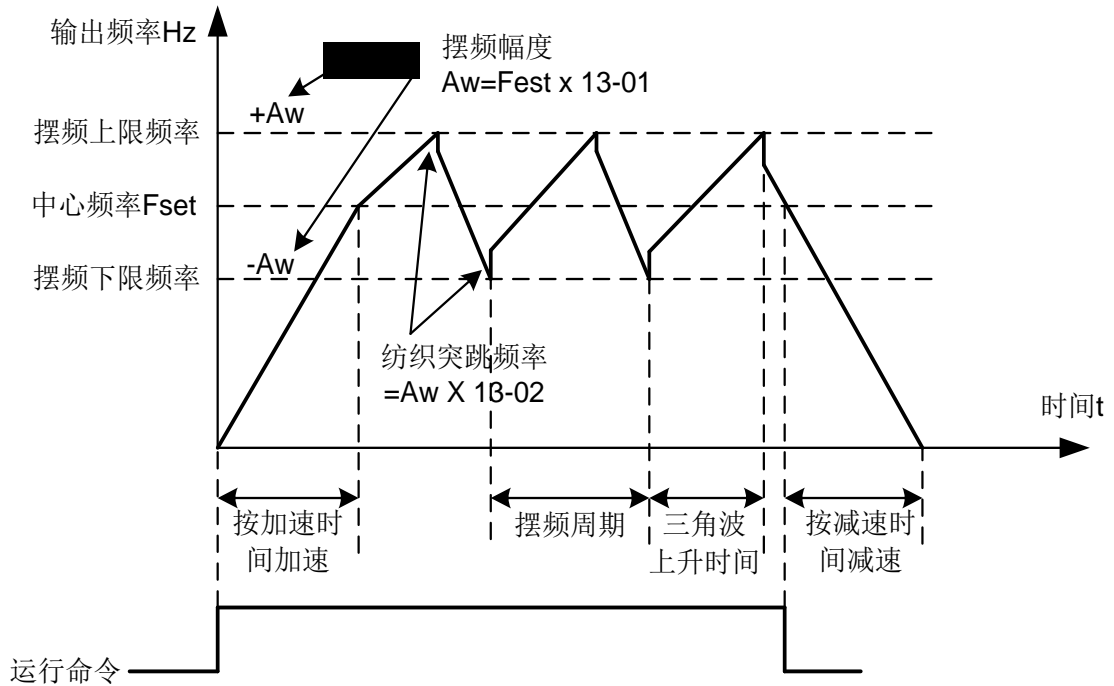 输出频率Hz
摆频幅度
Aw=Fest x 13-01
+Aw
摆频上限频率
中心频率Fset
-Aw
摆频下限频率
纺织突跳频率
=Aw X 13-02
时间t
按加速时
间加速
摆频周期
三角波
上升时间
按减速时
间减速
运行命令